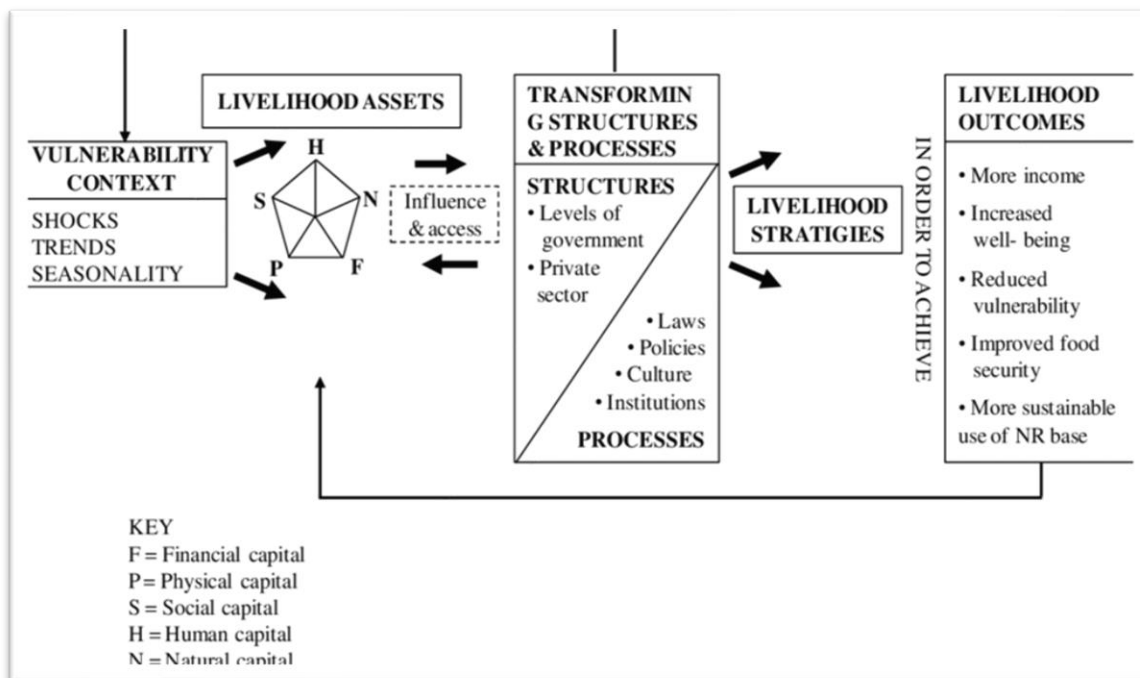 LIVELIHOOD ASSETS
VULNERABILITY
CONTEXT
SHOCKS
TRENDS
SEASONALITY
H
S
N
P
F
Influence
& access
TRANSFORMIN
G STRUCTURES
& PROCESSES
STRUCTURES
• Levels of
government
• Private
sector
• Laws
• Policies
• Culture
• Institutions
PROCESSES
LIVELIHOOD
STRATIGIES
IN ORDER TO ACHIEVE
LIVELIHOOD
OUTCOMES
• More income
• Increased
well- being
• Reduced
vulnerability
• Improved food
security
• More sustainable
use of NR base
KEY
F = Financial capital
P= Physical capital
S = Social capital
H = Human capital
N = Natural capital